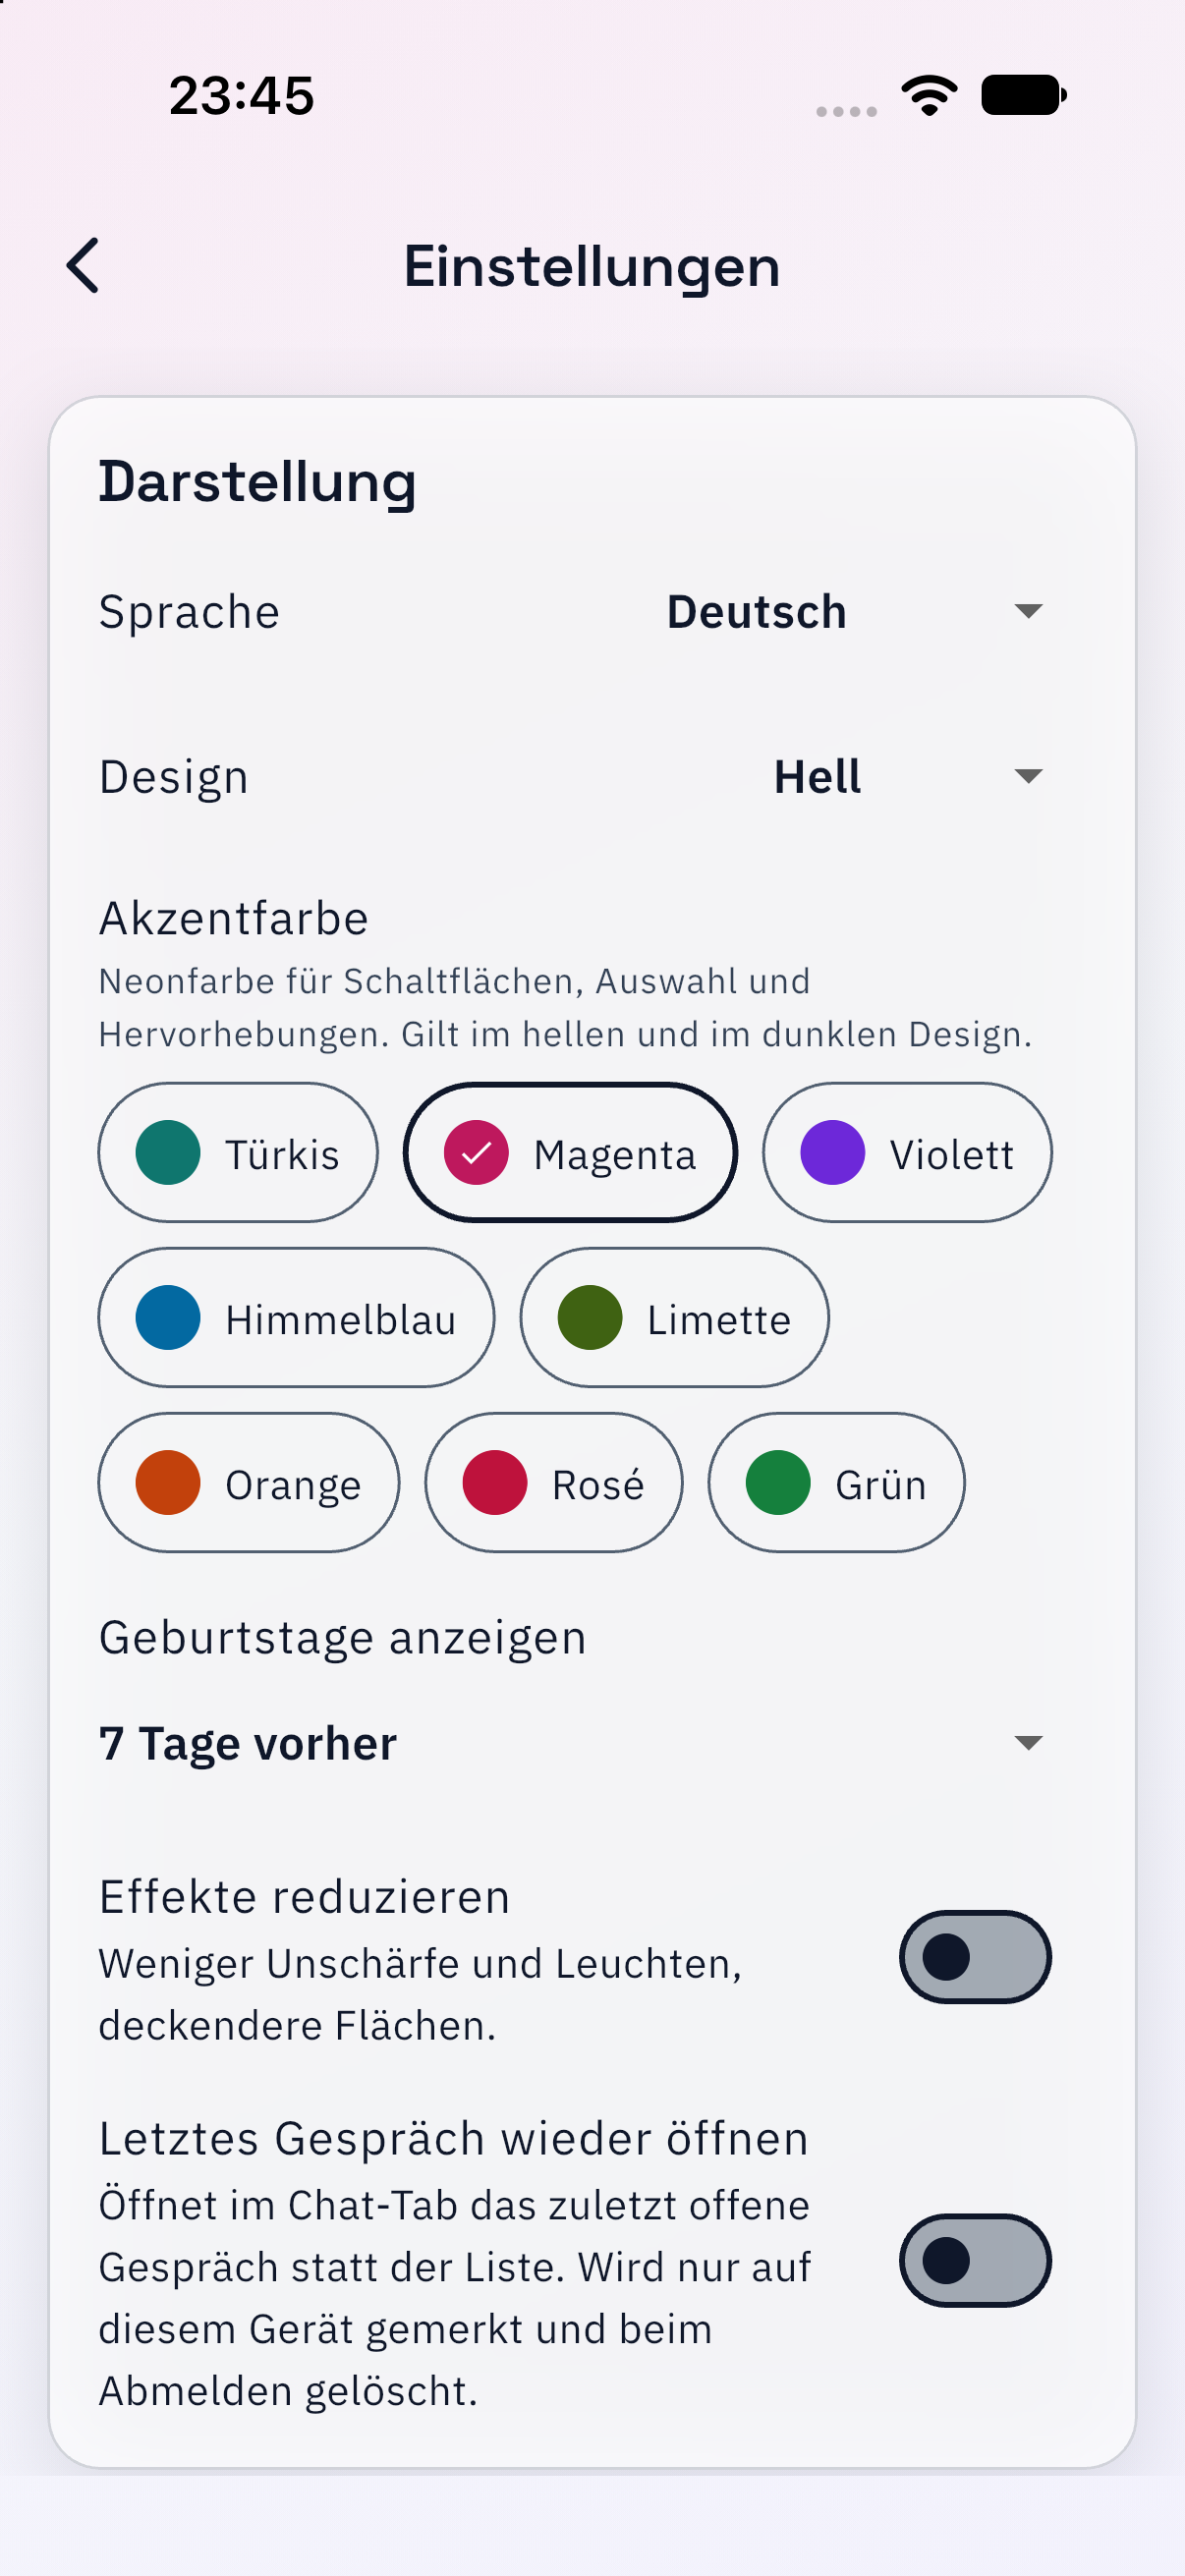 23:45
Einstellungen
Darstellung
Sprache
Deutsch
Design
Hell
Akzentfarbe
Neonfarbe für Schaltflächen, Auswahl und
Hervorhebungen. Gilt im hellen und im dunklen Design.
Türkis
Magenta
Violett
Himmelblau
Limette
Orange
Rosé
Grün
Geburtstage anzeigen
7 Tage vorher
Effekte reduzieren
Weniger Unschärfe und Leuchten,
deckendere Flächen.
Letztes Gespräch wieder öffnen
Öffnet im Chat-Tab das zuletzt offene
Gespräch statt der Liste. Wird nur auf
diesem Gerät gemerkt und beim
Abmelden gelöscht.